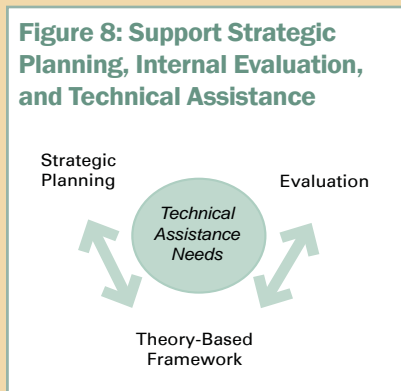 Figure 8: Support Strategic
Planning, Internal Evaluation,
and Technical Assistance
Strategic
Planning
Evaluation
Technical
Assistance
Needs
Theory-Based
Framework